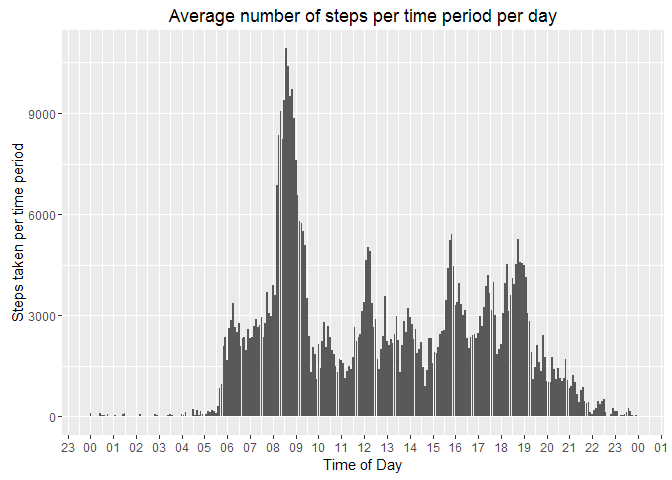 Average number of steps per time period per day
Steps taken per time period
9000
6000
3000
0
23 00 01 02 03 04 05 06 07 08 09 10 11 12 13 14 15 16 17 18 19 20 21 22 23 00 01
Time of Day